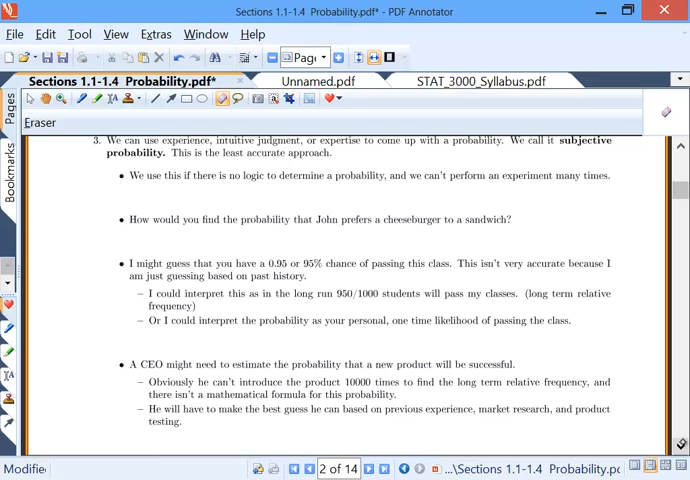 Sections 1.1-1.4 Probability.pdf* - PDF Annotator
File Edit Tool View Extras Window Help
Page
Sections 1.1-1.4 Probability.pdf* Unnamed.pdf STAT_3000_Syllabus.pdf
Eraser
Pages
Bookmarks
3. We can use experience, intuitive judgment, or expertise to come up with a probability. We call it subjective
probability. This is the least accurate approach.
• We use this if there is no logic to determine a probability, and we can't perform an experiment many times.
• How would you find the probability that John prefers a cheeseburger to a sandwich?
• I might guess that you have a 0.95 or 95% chance of passing this class. This isn't very accurate because I
am just guessing based on past history.
– I could interpret this as in the long run 950/1000 students will pass my classes. (long term relative
frequency)
– Or I could interpret the probability as your personal, one time likelihood of passing the class.
• A CEO might need to estimate the probability that a new product will be successful.
– Obviously he can't introduce the product 10000 times to find the long term relative frequency, and
there isn't a mathematical formula for this probability.
– He will have to make the best guess he can based on previous experience, market research, and product
testing.
Modifie 2 of 14 ...\Sections 1.1-1.4 Probability.pc